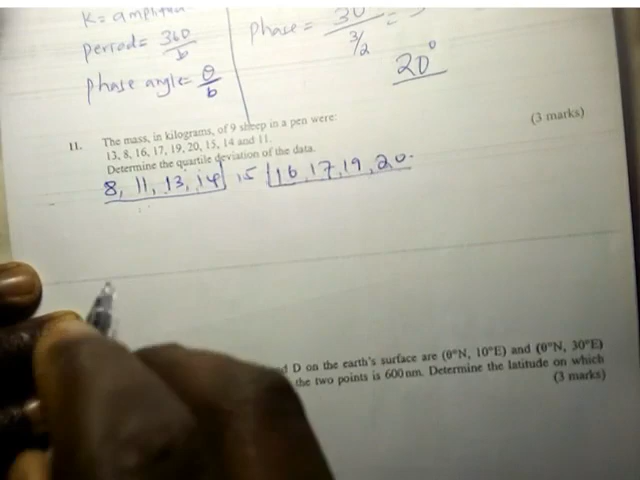 K = amplitu
period = 360/b
phase angle = θ/b
phase = 30/3/2 =
20°
11. The mass, in kilograms, of 9 sheep in a pen were: (3 marks)
13, 8, 16, 17, 19, 20, 15, 14 and 11.
Determine the quartile deviation of the data.
8, 11, 13, 14 15 16, 17, 19, 20.
D on the earth's surface are (θ°N, 10°E) and (θ°N, 30°E)
the two points is 600nm. Determine the latitude on which
(3 marks)